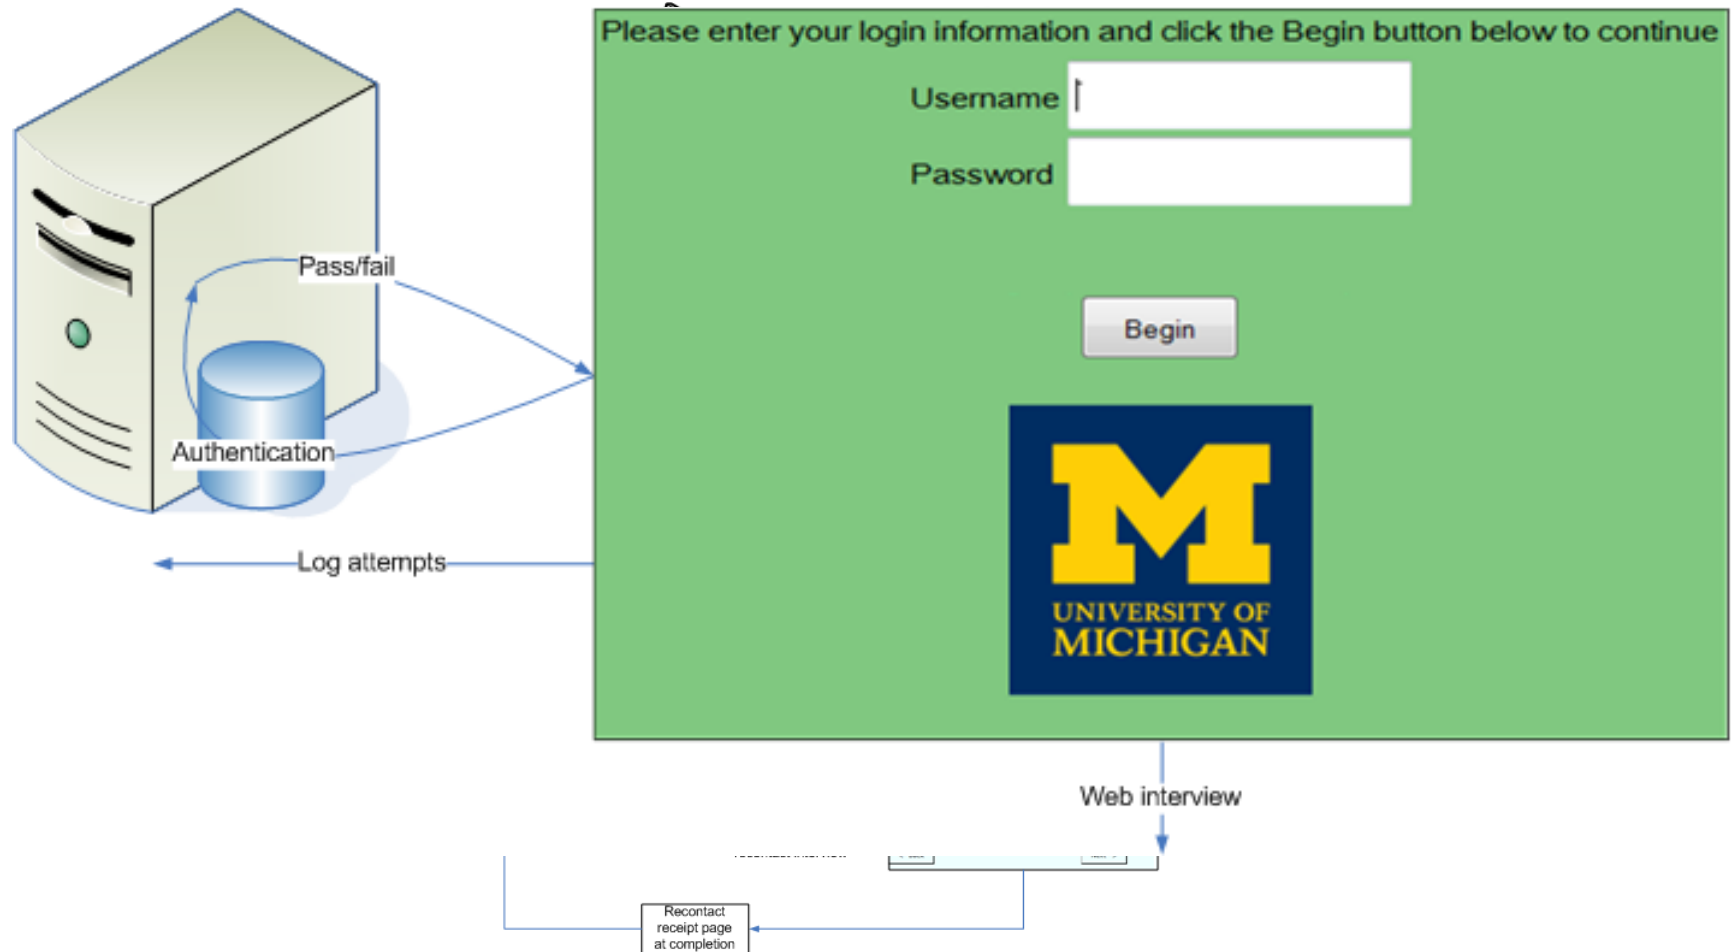 Please enter your login information and click the Begin button below to continue
Username
Password
Pass/fail
Begin
Authentication
Log attempts
UNIVERSITY OF
MICHIGAN
Web interview
Recontact
receipt page
at completion